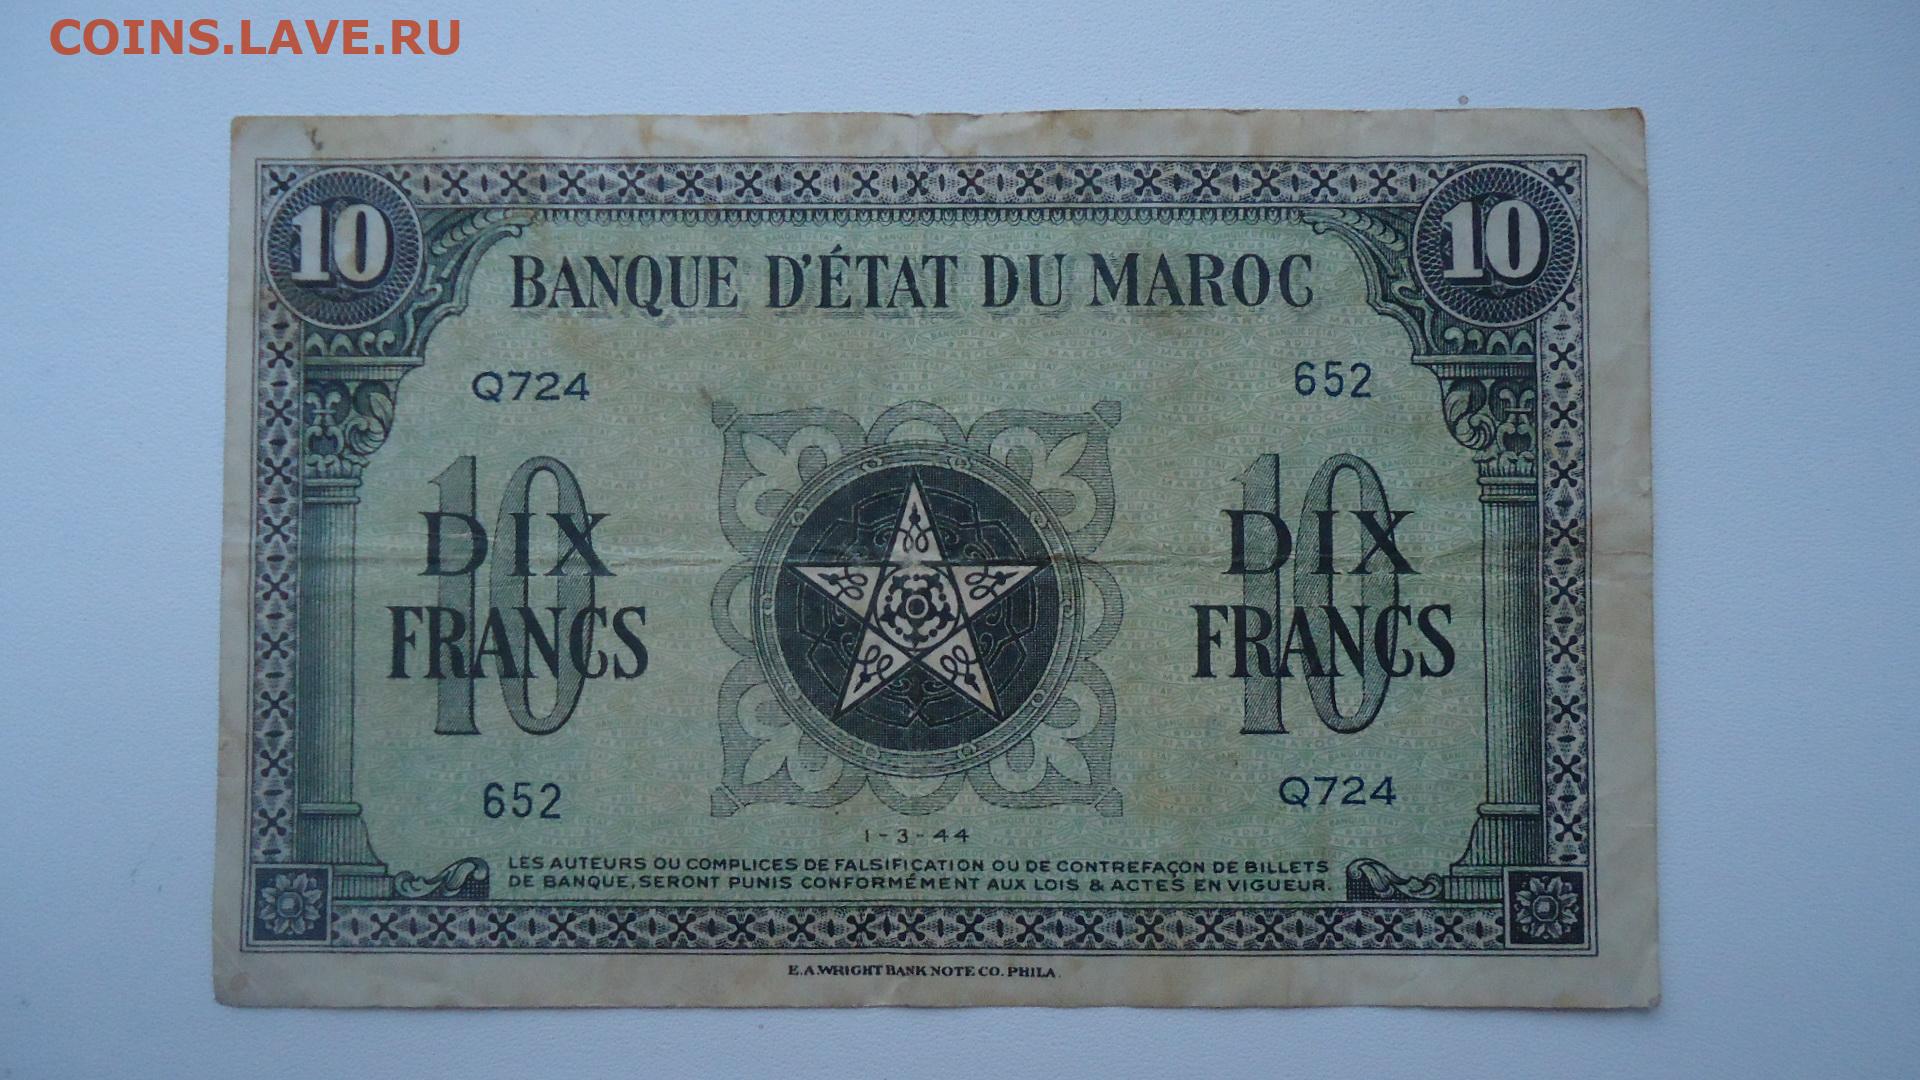 COINS.LAVE.RU
10 10
BANQUE D'ÉTAT DU MAROC
Q724 652
10 10
DIX DIX
FRANCS FRANCS
652 Q724
1-3-44
LES AUTEURS OU COMPLICES DE FALSIFICATION OU DE CONTREFAÇON DE BILLETS
DE BANQUE, SERONT PUNIS CONFORMÉMENT AUX LOIS & ACTES EN VIGUEUR.
E.A.WRIGHT BANK NOTE CO. PHILA.